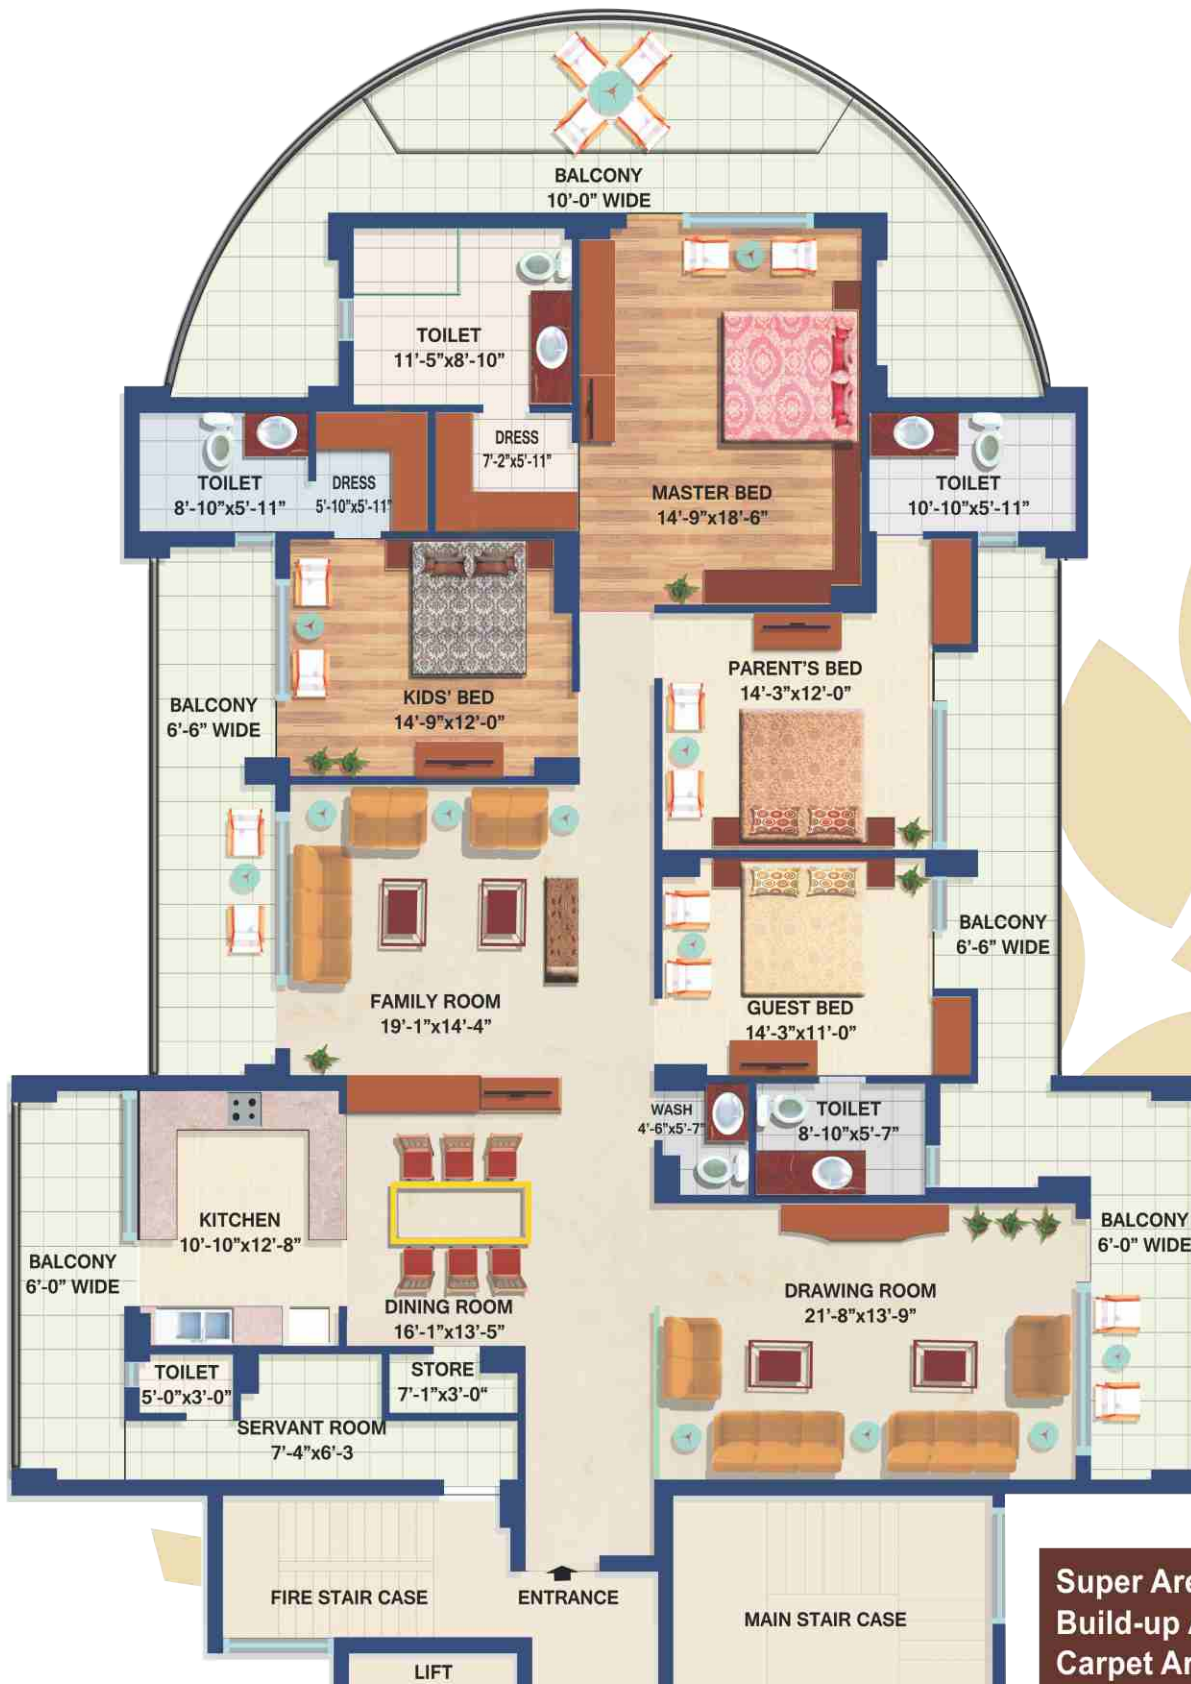 BALCONY
10'-0" WIDE
TOILET
11'-5"x8'-10"
DRESS
7'-2"x5'-11"
TOILET
8'-10"x5'-11"
DRESS
5'-10"x5'-11"
MASTER BED
14'-9"x18'-6"
TOILET
10'-10"x5'-11"
KIDS' BED
14'-9"x12'-0"
PARENT'S BED
14'-3"x12'-0"
BALCONY
6'-6" WIDE
BALCONY
6'-6" WIDE
FAMILY ROOM
19'-1"x14'-4"
GUEST BED
14'-3"x11'-0"
WASH
4'-6"x5'-7"
TOILET
8'-10"x5'-7"
KITCHEN
10'-10"x12'-8"
BALCONY
6'-0" WIDE
DINING ROOM
16'-1"x13'-5"
DRAWING ROOM
21'-8"x13'-9"
BALCONY
6'-0" WIDE
TOILET
5'-0"x3'-0"
STORE
7'-1"x3'-0"
SERVANT ROOM
7'-4"x6'-3
FIRE STAIR CASE
ENTRANCE
MAIN STAIR CASE
LIFT
Super Are
Build-up
Carpet Ar